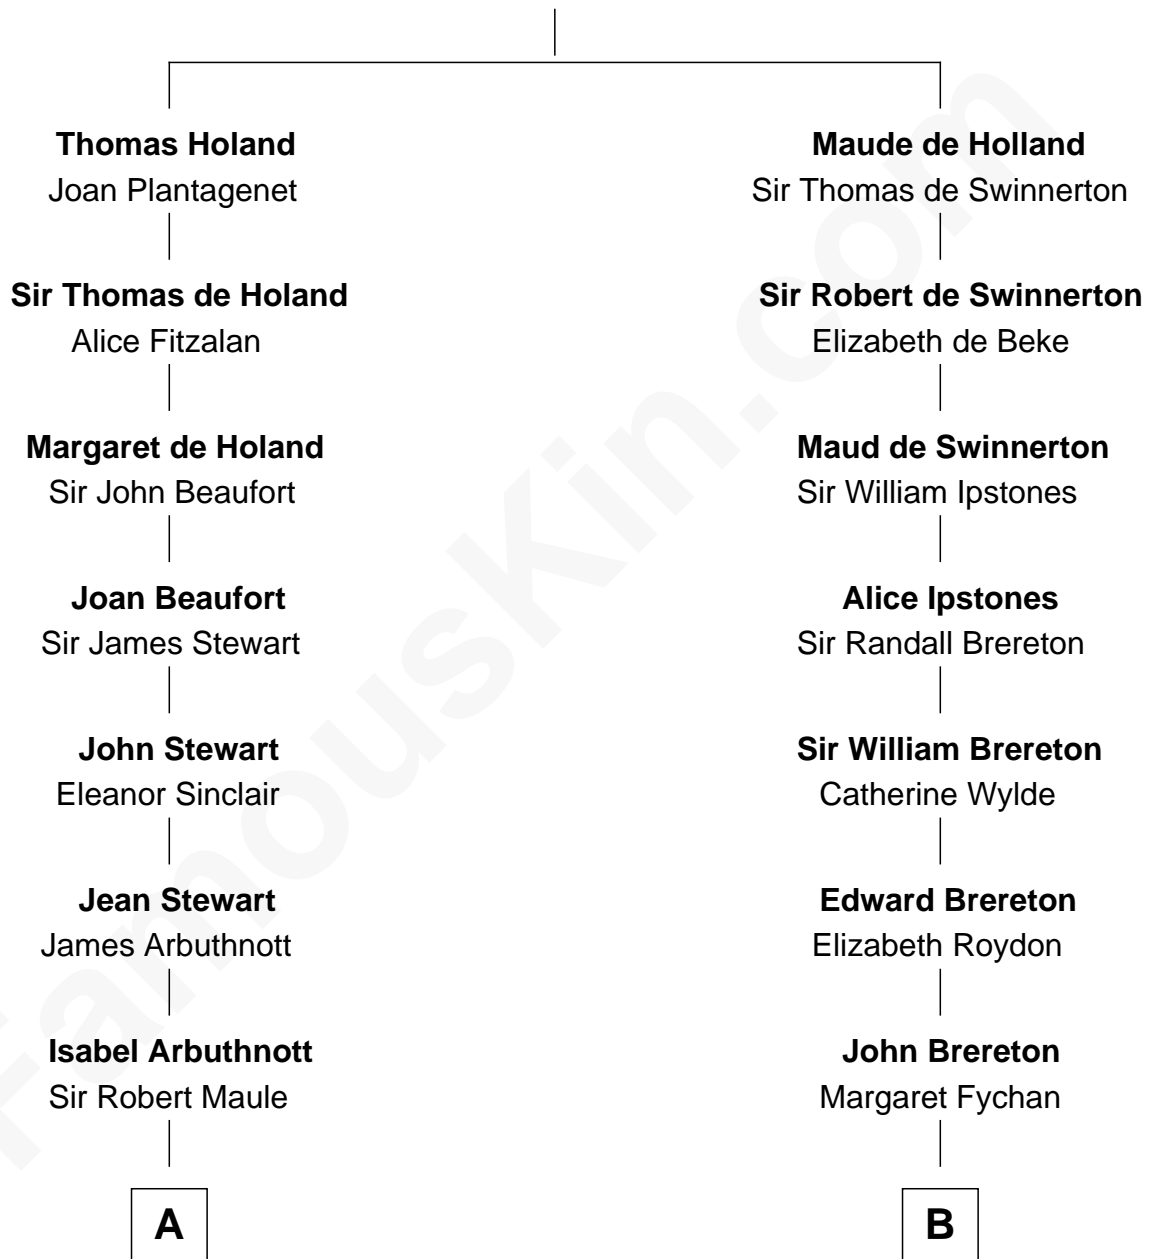 Thomas Holand
Joan Plantagenet
Maude de Holland
Sir Thomas de Swinnerton
Sir Thomas de Holand
Alice Fitzalan
Sir Robert de Swinnerton
Elizabeth de Beke
Margaret de Holand
Sir John Beaufort
Maud de Swinnerton
Sir William Ipstones
Joan Beaufort
Sir James Stewart
Alice Ipstones
Sir Randall Brereton
John Stewart
Eleanor Sinclair
Sir William Brereton
Catherine Wylde
Jean Stewart
James Arbuthnott
Edward Brereton
Elizabeth Roydon
Isabel Arbuthnott
Sir Robert Maule
John Brereton
Margaret Fychan
A
B
FamousKin.com